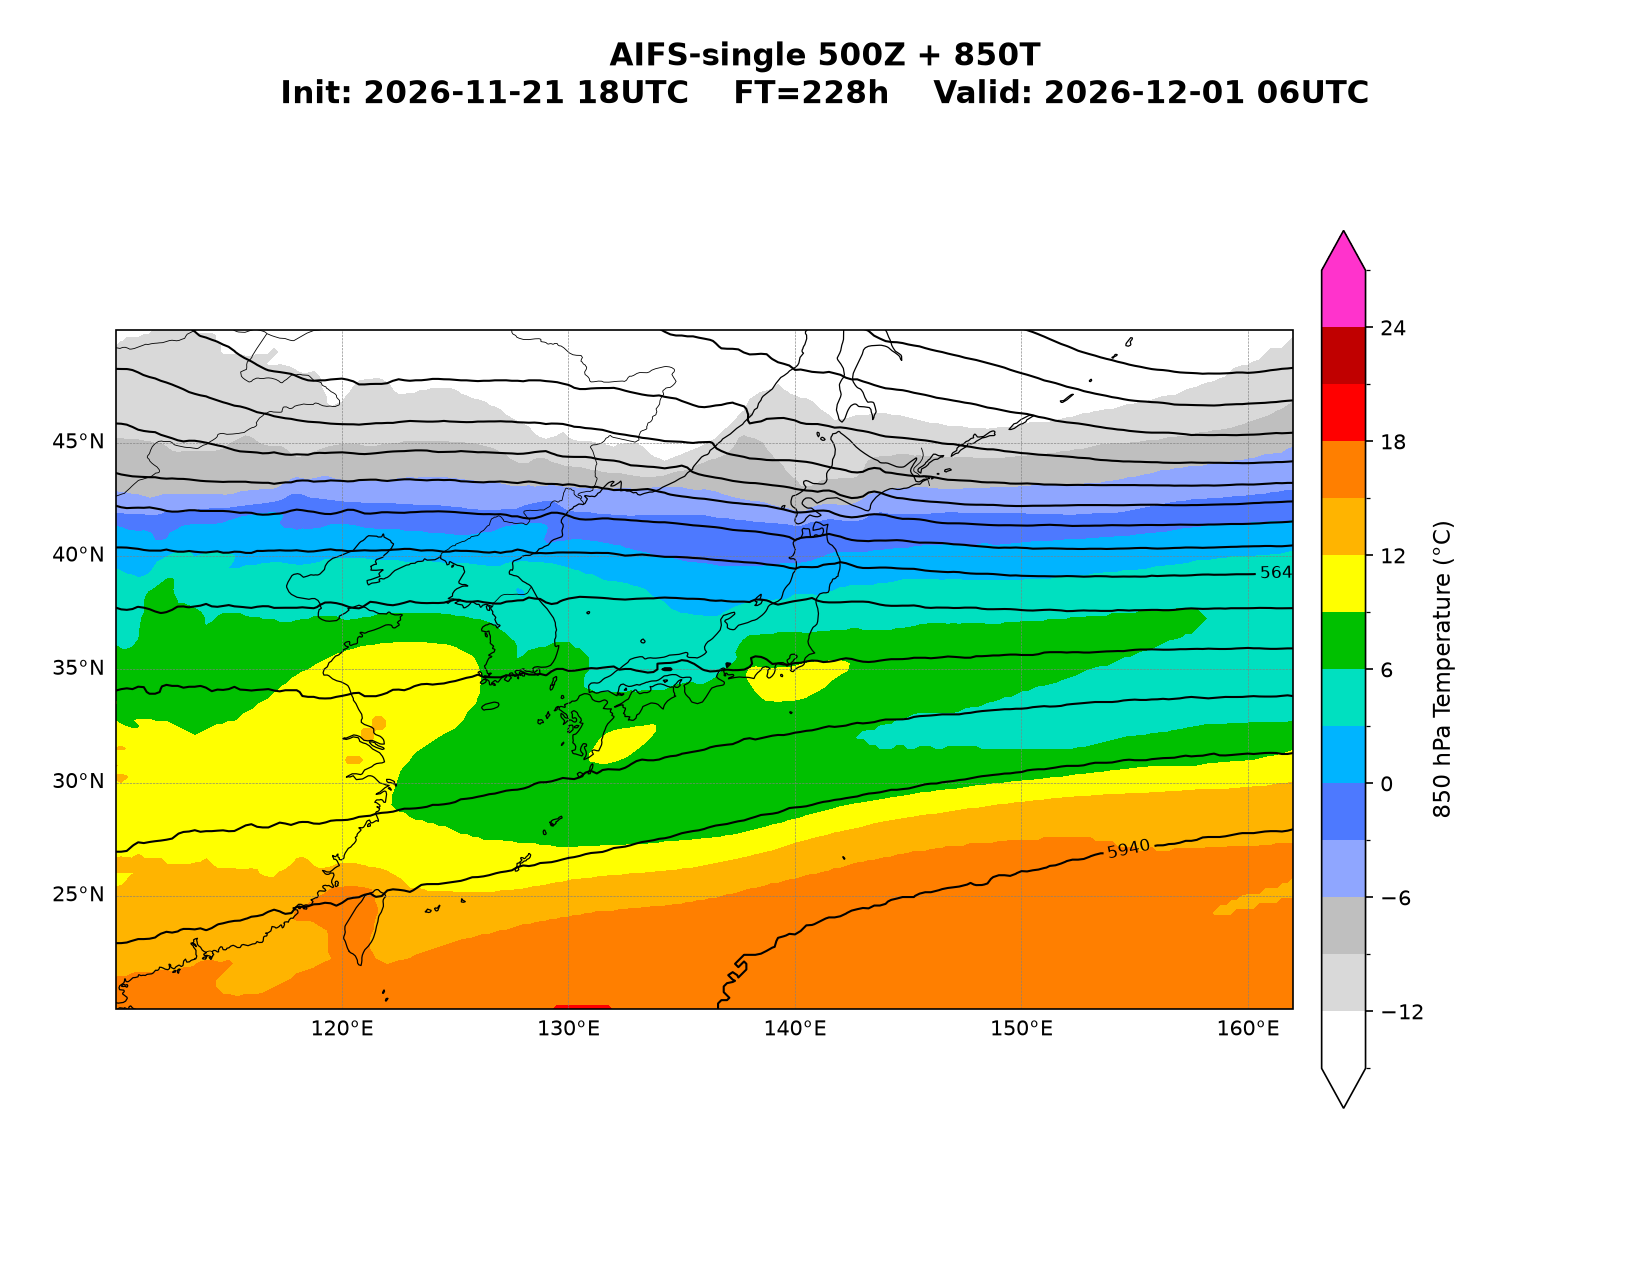 AIFS-single 500Z + 850T
Init: 2026-11-21 18UTC    FT=228h    Valid: 2026-12-01 06UTC
24
18
12
6
0
−6
−12
850 hPa Temperature (°C)
45°N
40°N
35°N
30°N
25°N
564
5940
120°E
130°E
140°E
150°E
160°E